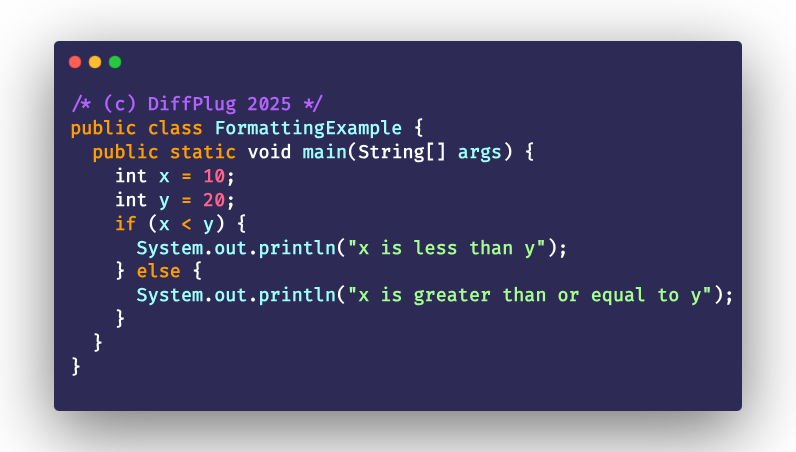 /* (c) DiffPlug 2025 */
public class FormattingExample {
  public static void main(String[] args) {
    int x = 10;
    int y = 20;
    if (x < y) {
      System.out.println("x is less than y");
    } else {
      System.out.println("x is greater than or equal to y");
    }
  }
}